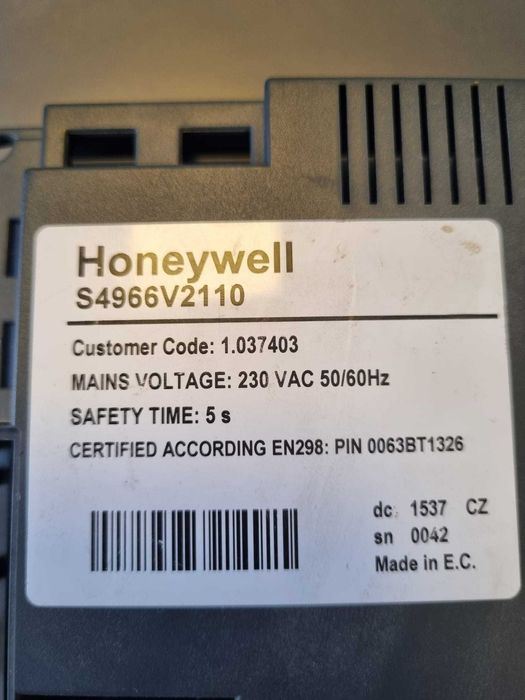 Honeywell
S4966V2110
Customer Code: 1.037403
MAINS VOLTAGE: 230 VAC 50/60Hz
SAFETY TIME: 5 s
CERTIFIED ACCORDING EN298: PIN 0063BT1326
dc: 1537 CZ
sn 0042
Made in E.C.